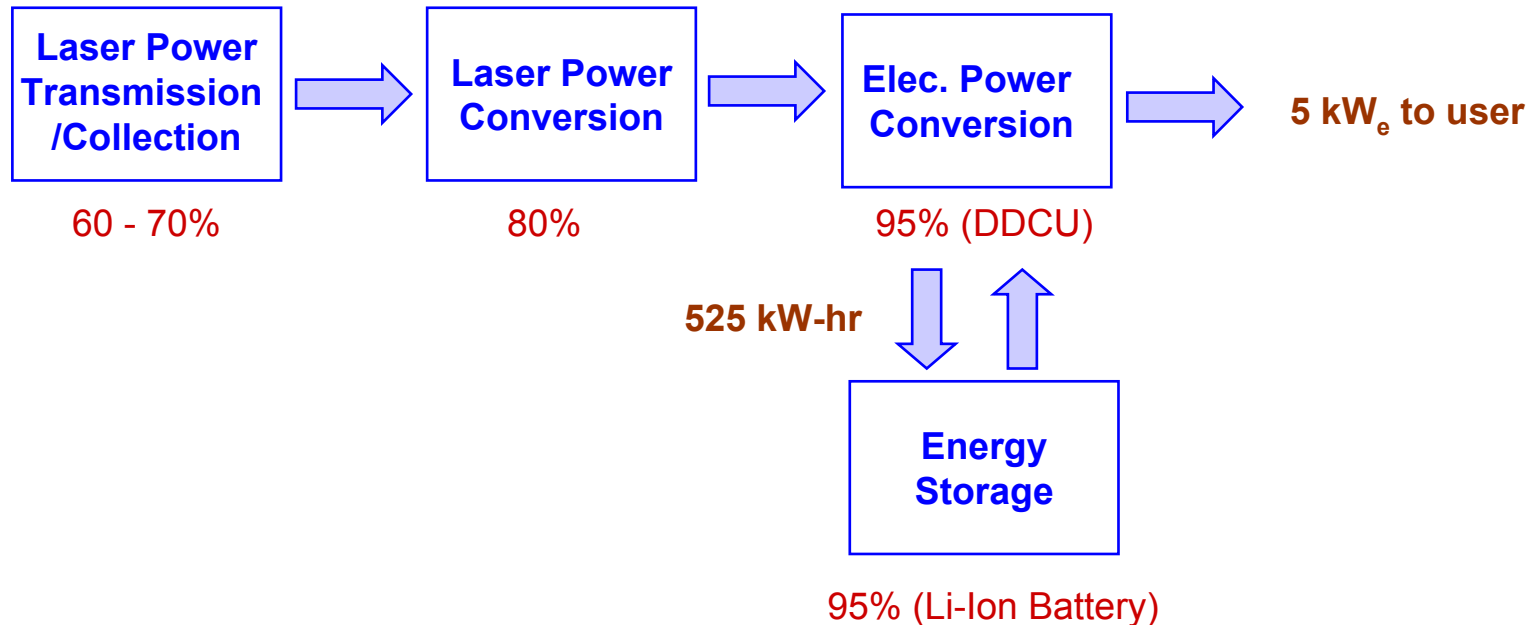 Laser Power
Transmission
/Collection
60 - 70%
Laser Power
Conversion
80%
Elec. Power
Conversion
95% (DDCU)
5 kWe to user
525 kW-hr
Energy
Storage
95% (Li-Ion Battery)